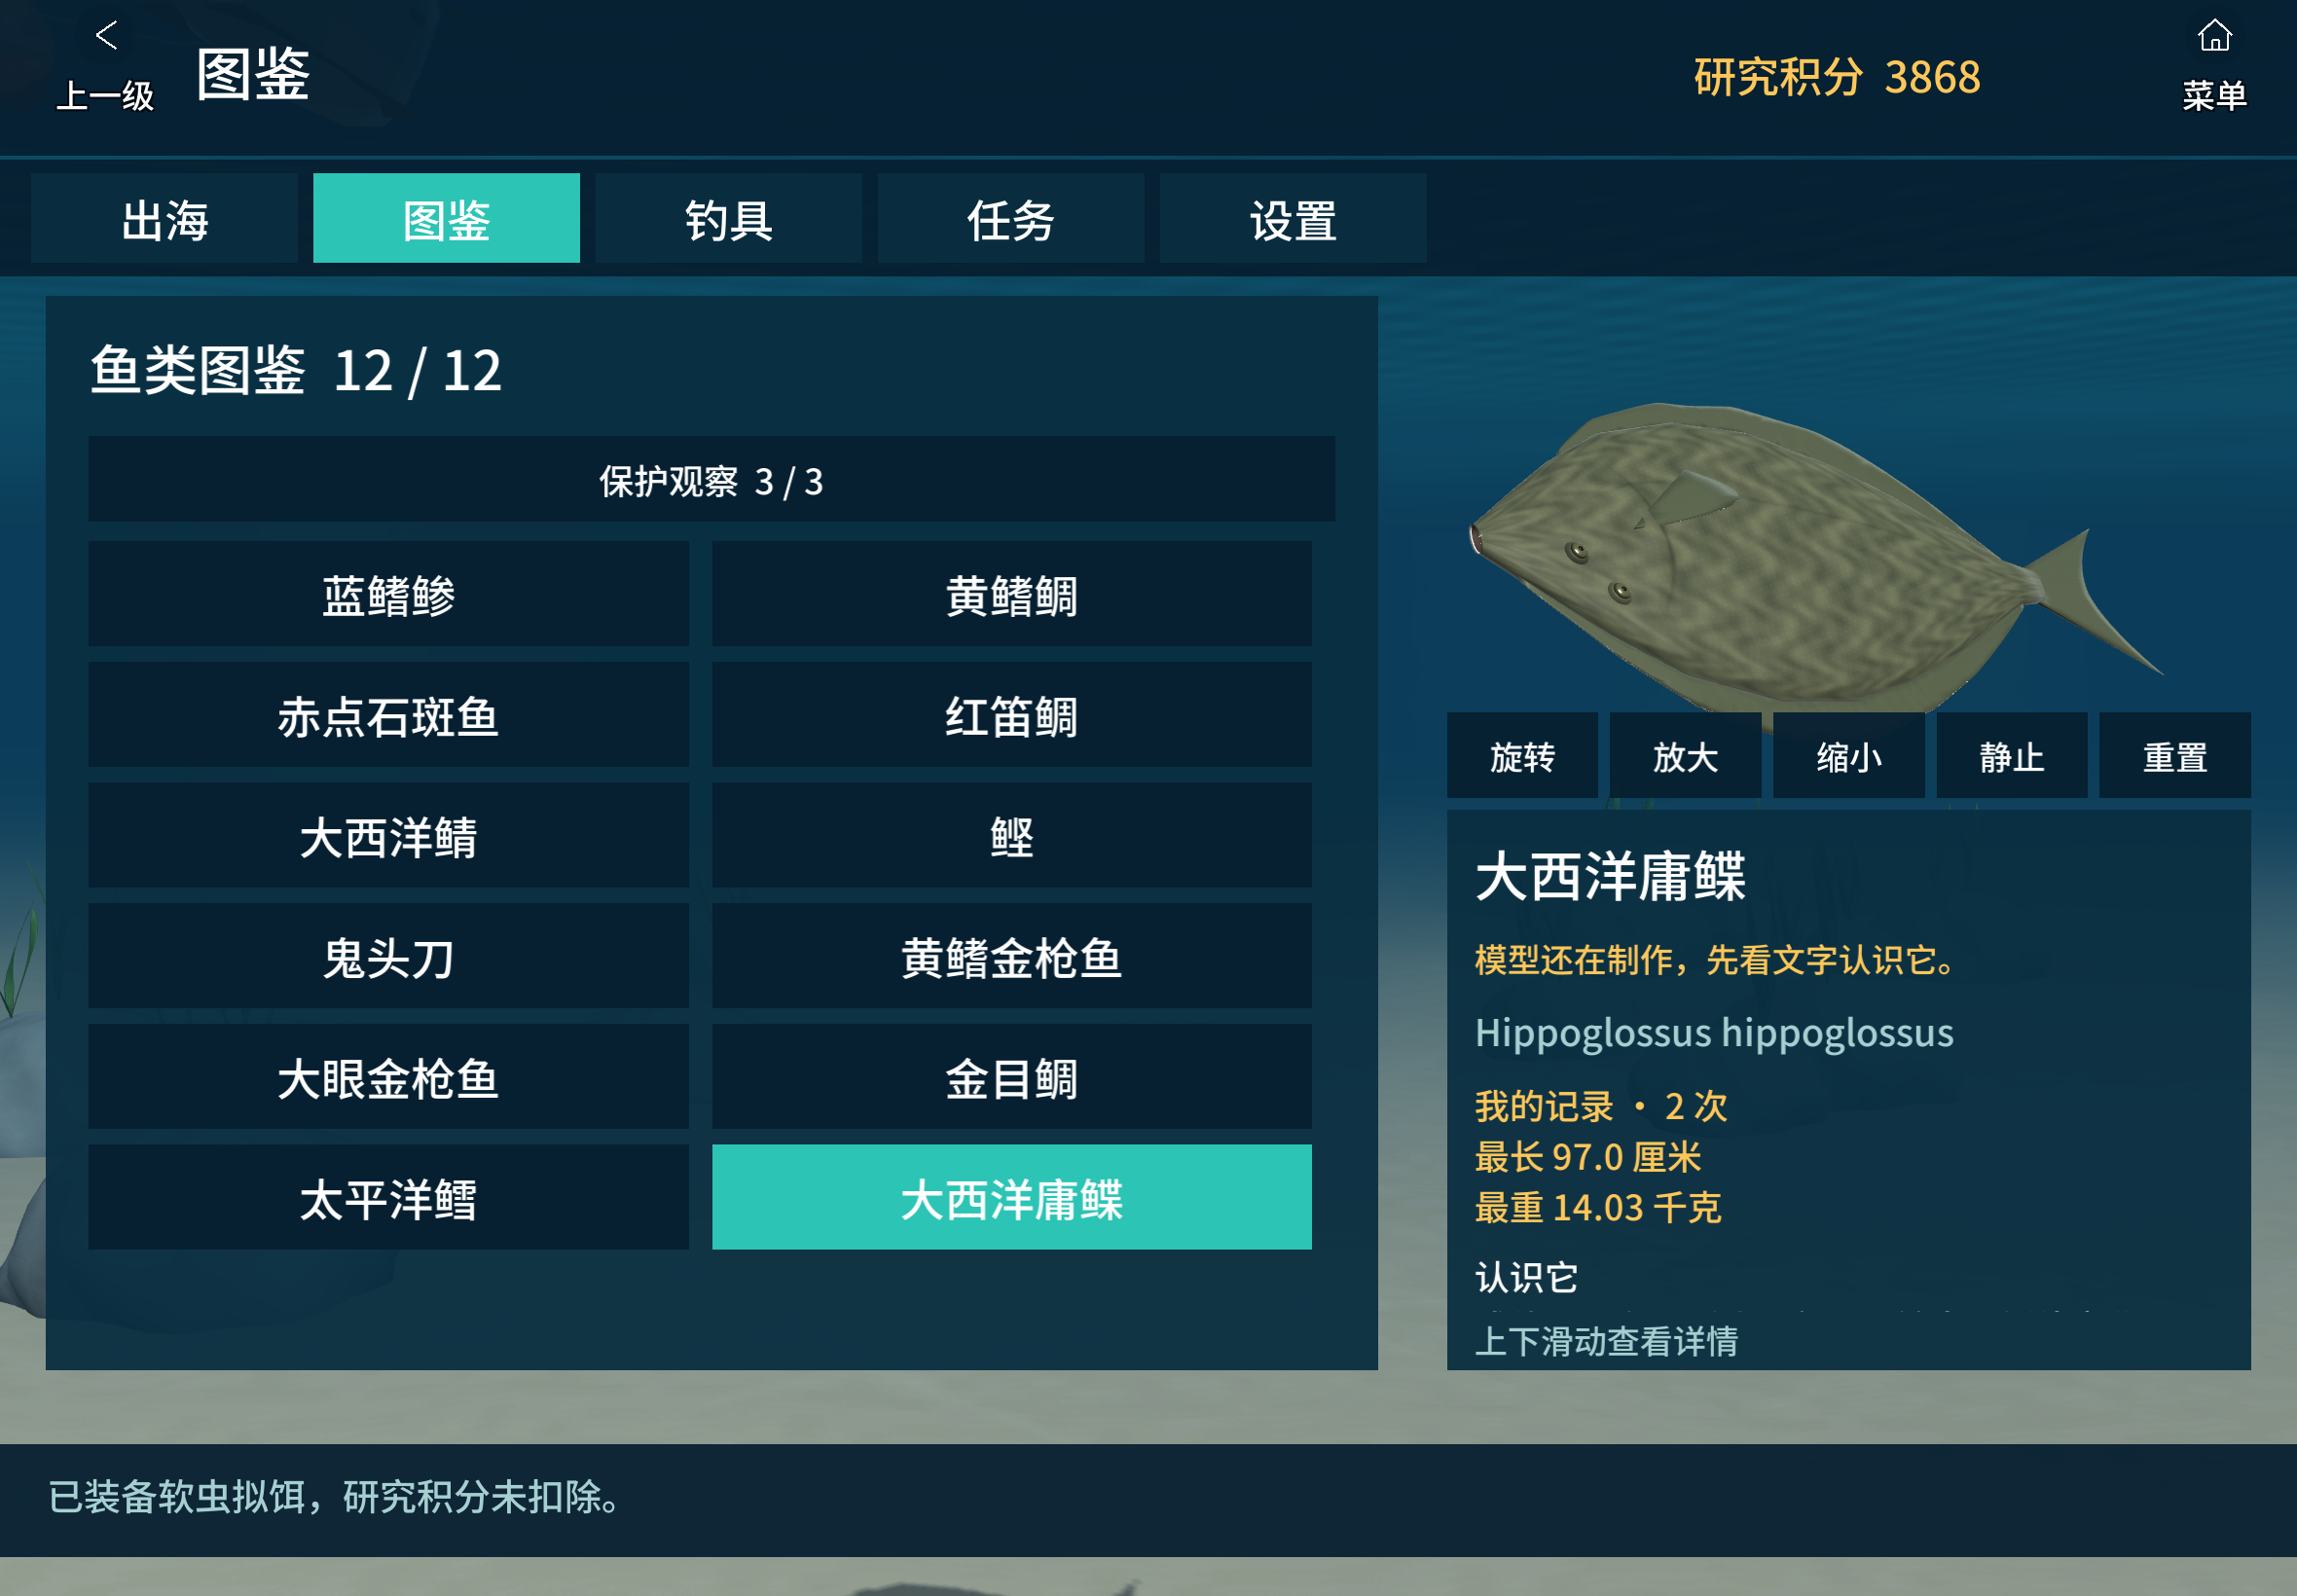 上一级
图鉴
研究积分 3868
菜单
出海
图鉴
钓具
任务
设置
鱼类图鉴 12 / 12
保护观察 3 / 3
蓝鳍鲹
黄鳍鲷
赤点石斑鱼
红笛鲷
大西洋鲭
鲣
鬼头刀
黄鳍金枪鱼
大眼金枪鱼
金目鲷
太平洋鳕
大西洋庸鲽
旋转
放大
缩小
静止
重置
大西洋庸鲽
模型还在制作，先看文字认识它。
Hippoglossus hippoglossus
我的记录 · 2 次
最长 97.0 厘米
最重 14.03 千克
认识它
上下滑动查看详情
已装备软虫拟饵，研究积分未扣除。